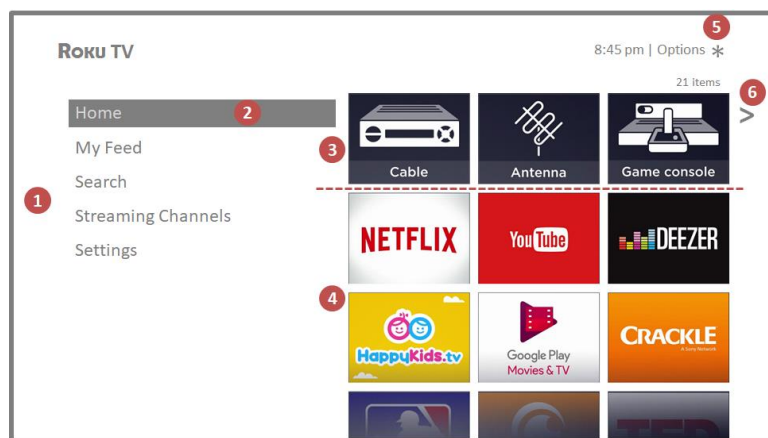 5
ROKU TV
8:45 pm | Options *
21 items
6
>
Home 2
My Feed
Search
Streaming Channels
Settings
1
3
Cable
Antenna
Game console
NETFLIX
YouTube
DEEZER
4
HappyKids.tv
Google Play
Movies & TV
CRACKLE
A Sony Network